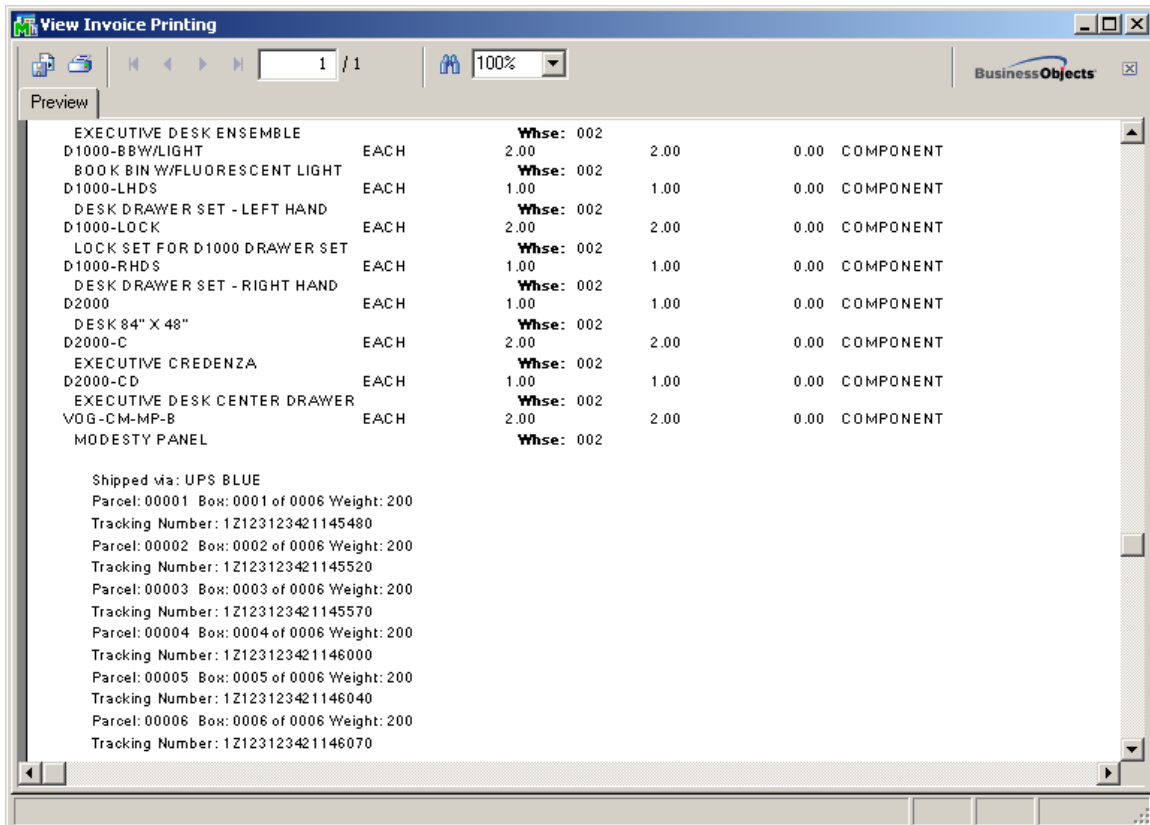 View Invoice Printing
1 / 1 100% BusinessObjects
Preview
EXECUTIVE DESK ENSEMBLE Whse: 002
D1000-BBW/LIGHT EACH 2.00 2.00 0.00 COMPONENT
BOOK BIN W/FLUORESCENT LIGHT Whse: 002
D1000-LHDS EACH 1.00 1.00 0.00 COMPONENT
DESK DRAWER SET - LEFT HAND Whse: 002
D1000-LOCK EACH 2.00 2.00 0.00 COMPONENT
LOCK SET FOR D1000 DRAWER SET Whse: 002
D1000-RHDS EACH 1.00 1.00 0.00 COMPONENT
DESK DRAWER SET - RIGHT HAND Whse: 002
D2000 EACH 1.00 1.00 0.00 COMPONENT
DESK 84" X 48" Whse: 002
D2000-C EACH 2.00 2.00 0.00 COMPONENT
EXECUTIVE CREDENZA Whse: 002
D2000-CD EACH 1.00 1.00 0.00 COMPONENT
EXECUTIVE DESK CENTER DRAWER Whse: 002
VOG-CM-MP-B EACH 2.00 2.00 0.00 COMPONENT
MODESTY PANEL Whse: 002
Shipped via: UPS BLUE
Parcel: 00001 Box: 0001 of 0006 Weight: 200
Tracking Number: 1Z123123421145480
Parcel: 00002 Box: 0002 of 0006 Weight: 200
Tracking Number: 1Z123123421145520
Parcel: 00003 Box: 0003 of 0006 Weight: 200
Tracking Number: 1Z123123421145570
Parcel: 00004 Box: 0004 of 0006 Weight: 200
Tracking Number: 1Z123123421146000
Parcel: 00005 Box: 0005 of 0006 Weight: 200
Tracking Number: 1Z123123421146040
Parcel: 00006 Box: 0006 of 0006 Weight: 200
Tracking Number: 1Z123123421146070